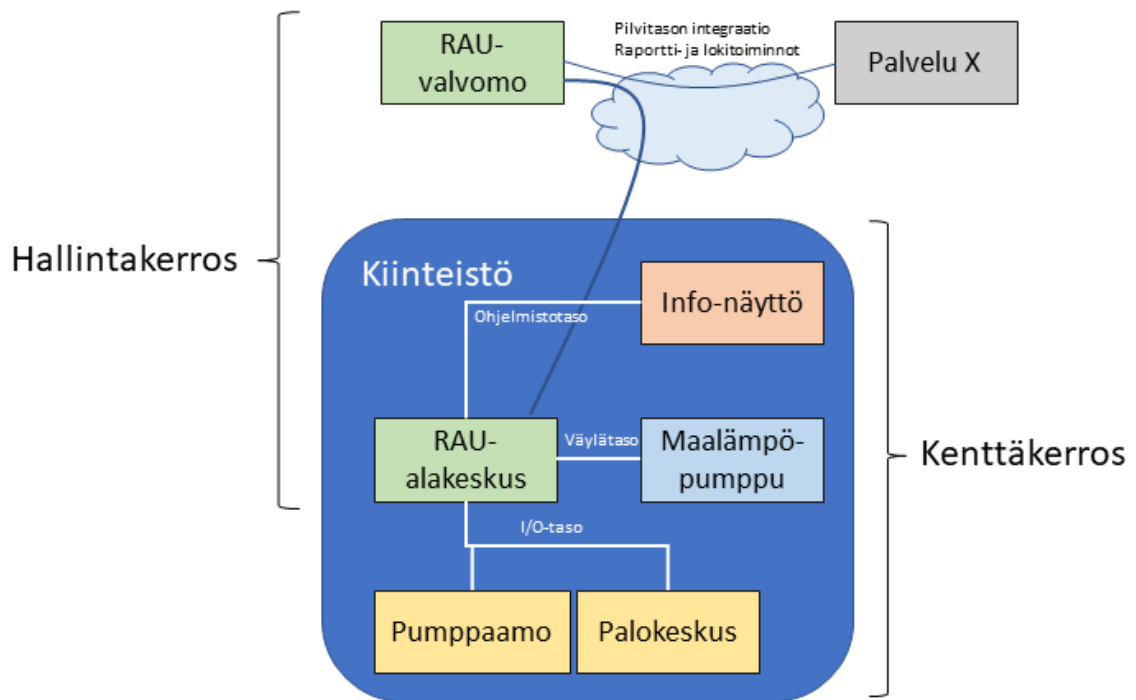 RAU-
valvomo
Pilvitason integraatio
Raportti- ja lokitoiminnot
Palvelu X
Hallintakerros
Kiinteistö
Info-näyttö
Ohjelmistotaso
RAU-
alakeskus
Väylätaso
Maalämpö-
pumppu
Kenttäkerros
I/O-taso
Pumppaamo
Palokeskus